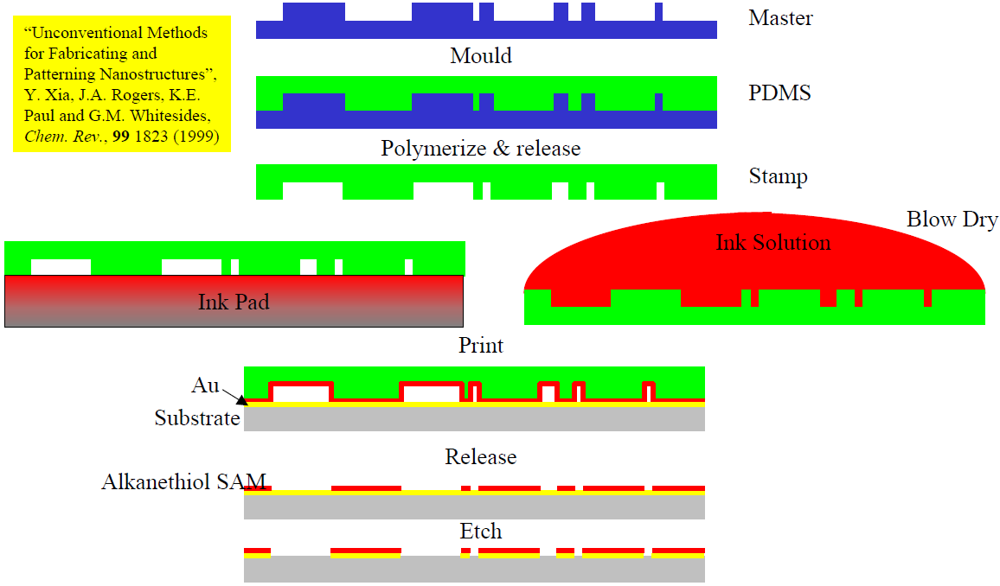 “Unconventional Methods
for Fabricating and
Patterning Nanostructures”,
Y. Xia, J.A. Rogers, K.E.
Paul and G.M. Whitesides,
Chem. Rev., 99 1823 (1999)
Master
Mould
PDMS
Polymerize & release
Stamp
Blow Dry
Ink Solution
Ink Pad
Print
Au
Substrate
Release
Alkanethiol SAM
Etch